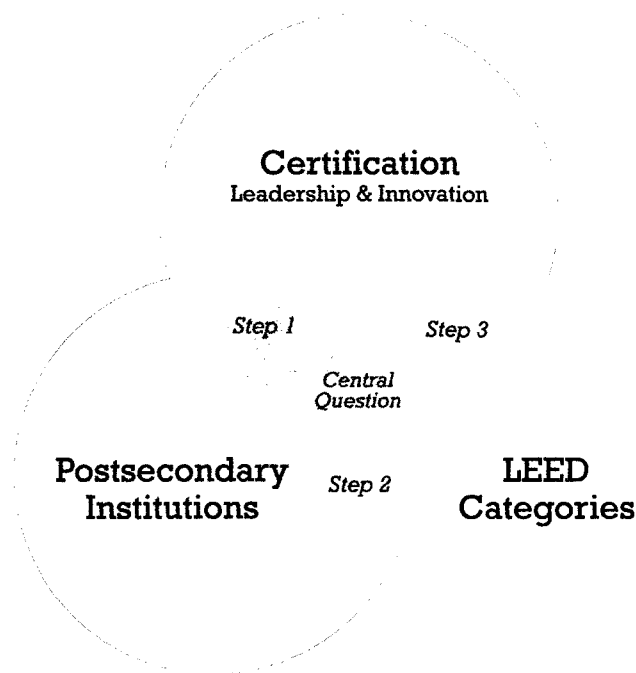 Certification
Leadership & Innovation
Step 1
Step 3
Central
Question
Postsecondary
Institutions
Step 2
LEED
Categories